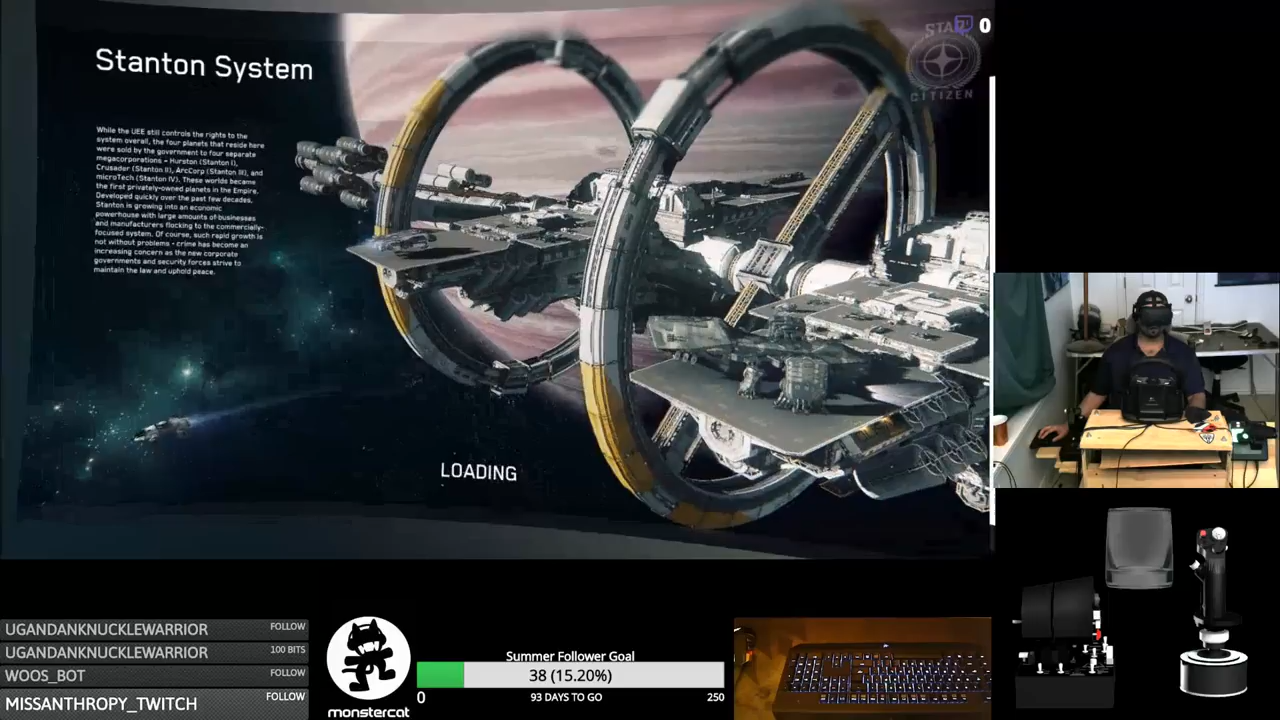 Stanton System
STAR
CITIZEN
0
While the UEE still controls the rights to the
system overall, the four planets that reside here
were sold by the government to four separate
megacorporations - Hurston (Stanton I),
Crusader (Stanton II), ArcCorp (Stanton III), and
microTech (Stanton IV). These worlds became
the first privately-owned planets in the Empire.
Developed quickly over the past few decades,
Stanton is growing into an economic
powerhouse with large amounts of businesses
and manufacturers flocking to the commercially-
focused system. Of course, such rapid growth is
not without problems - crime has become an
increasing concern as the new corporate
governments and security forces strive to
maintain the law and uphold peace.
LOADING
UGANDANKNUCKLEWARRIOR FOLLOW
UGANDANKNUCKLEWARRIOR 100 BITS
WOOS_BOT FOLLOW
MISSANTHROPY_TWITCH FOLLOW
monstercat
Summer Follower Goal
38 (15.20%)
0 93 DAYS TO GO 250